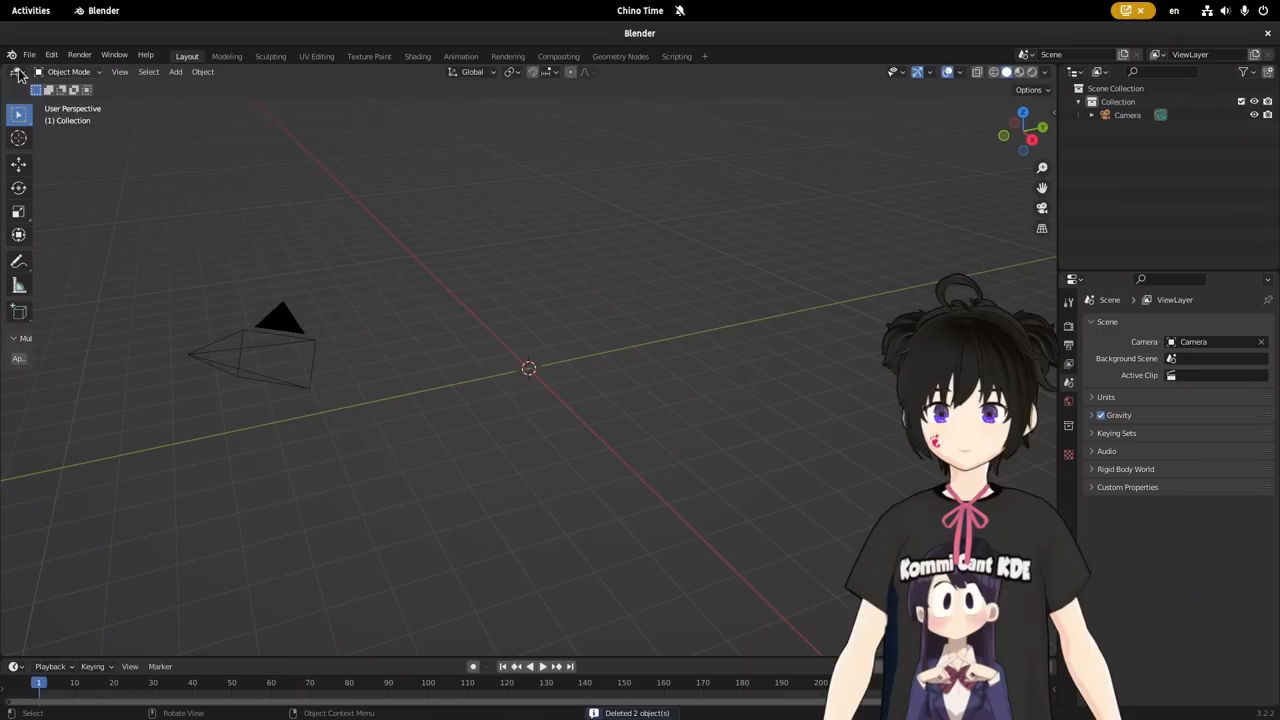 Activities
Blender
Chino Time
en
Blender
File Edit Render Window Help
Layout Modeling Sculpting UV Editing Texture Paint Shading Animation Rendering Compositing Geometry Nodes Scripting +
Scene
ViewLayer
Object Mode View Select Add Object
Global
Options
User Perspective
(1) Collection
Z
Y
X
Mul
Ap..
Scene Collection
Collection
Camera
Scene > ViewLayer
Scene
Camera Camera
Background Scene
Active Clip
Units
Gravity
Keying Sets
Audio
Rigid Body World
Custom Properties
Kommi Cant KDE
Playback Keying View Marker
1 10 20 30 40 50 60 70 80 90 100 110 120 130 140 150 160 170 180 190 200
Select
Rotate View
Object Context Menu
Deleted 2 object(s)
3.2.2